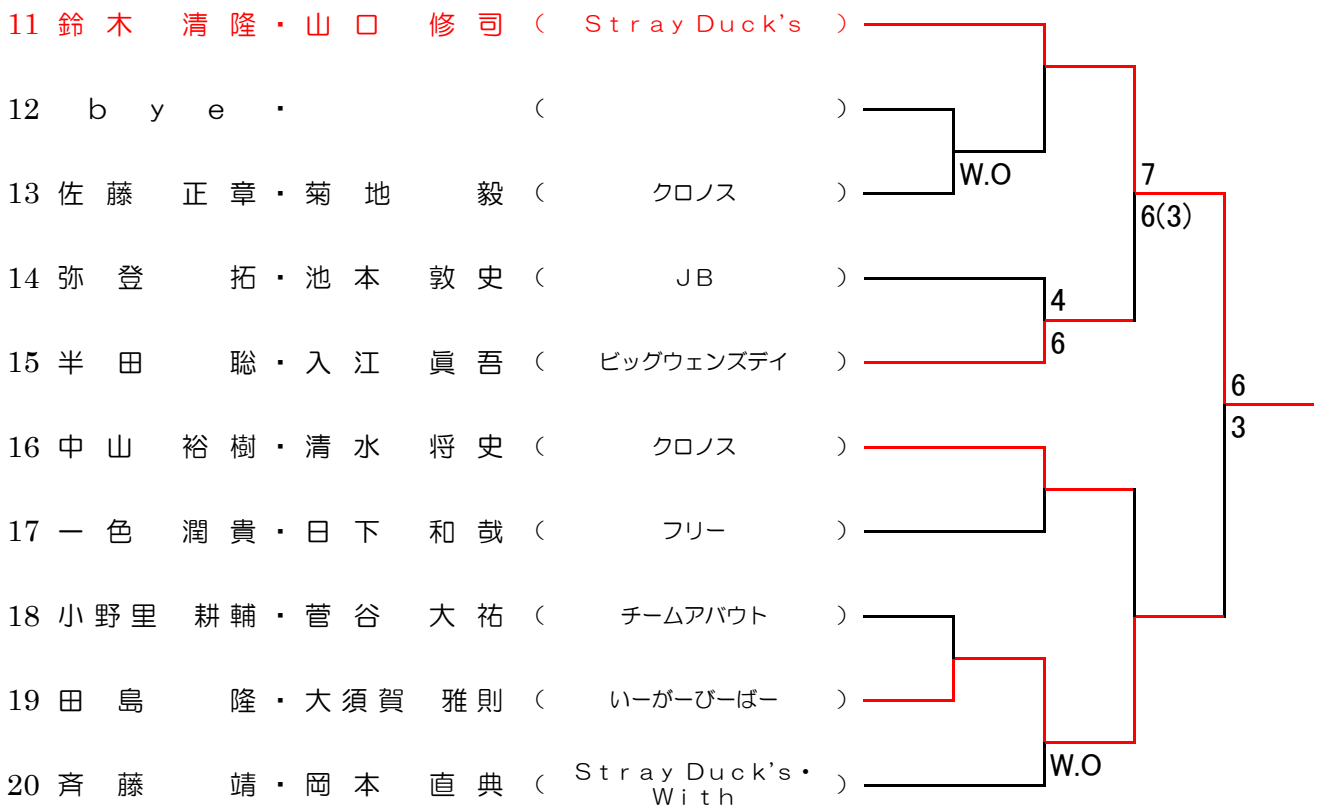 11 鈴木 清隆・山口 修司 ( Stray Duck's )
12 bye・ ( )
W.O
13 佐藤 正章・菊地 毅 ( クロノス )
7
6(3)
14 弥登 拓・池本 敦史 ( JB )
4
6
15 半田 聡・入江 眞吾 ( ビッグウェンズデイ )
6
3
16 中山 裕樹・清水 将史 ( クロノス )
17 一色 潤貴・日下 和哉 ( フリー )
18 小野里 耕輔・菅谷 大祐 ( チームアバウト )
19 田島 隆・大須賀 雅則 ( いーがーびーばー )
W.O
20 斉藤 靖・岡本 直典 ( Stray Duck's・
With )